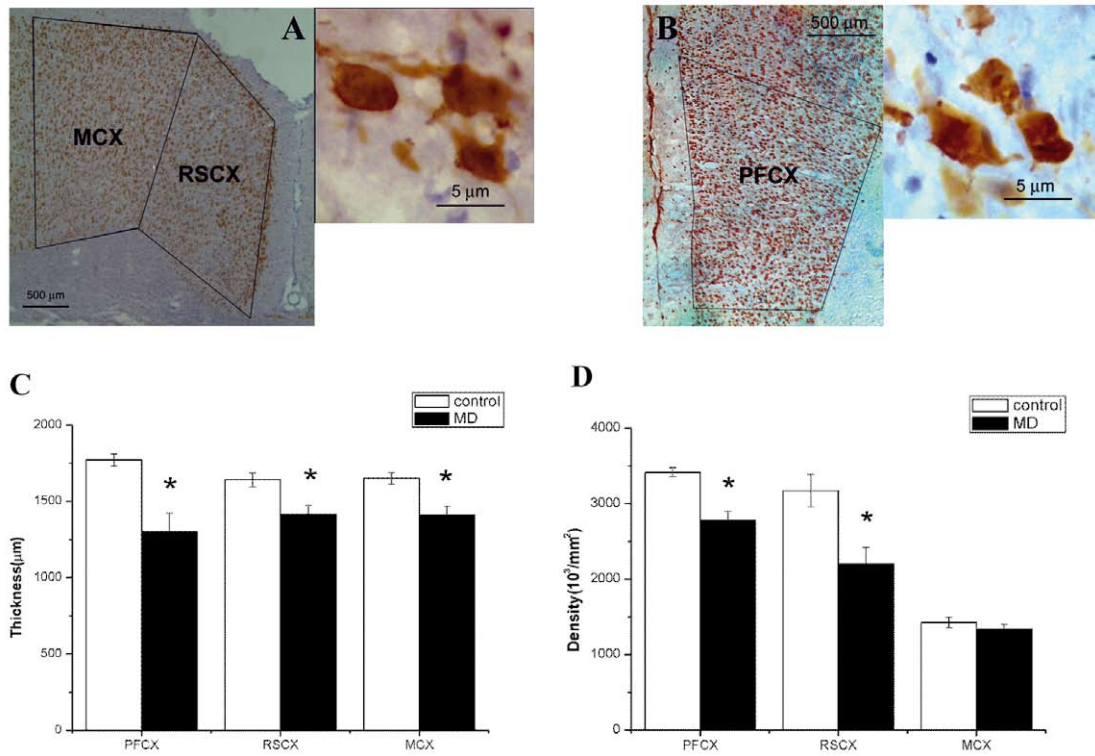 A
MCX
RSCX
500 μm
5 μm
B
500 μm
PFCX
5 μm
C
control
MD
Thickness(μm)
2000
1500
1000
500
0
*
*
*
PFCX
RSCX
MCX
D
control
MD
Density(10³/mm²)
4000
3000
2000
1000
0
*
*
PFCX
RSCX
MCX